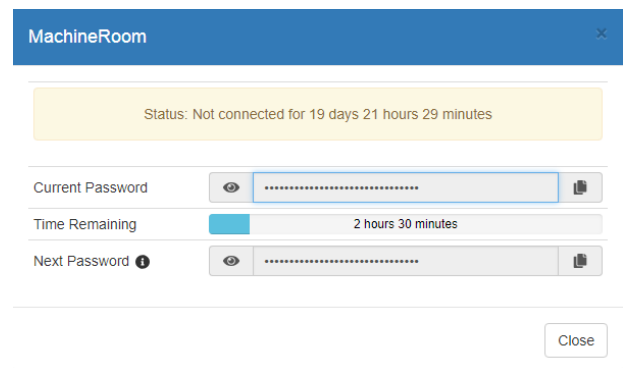 MachineRoom
×
Status: Not connected for 19 days 21 hours 29 minutes
Current Password
Time Remaining
2 hours 30 minutes
Next Password
Close